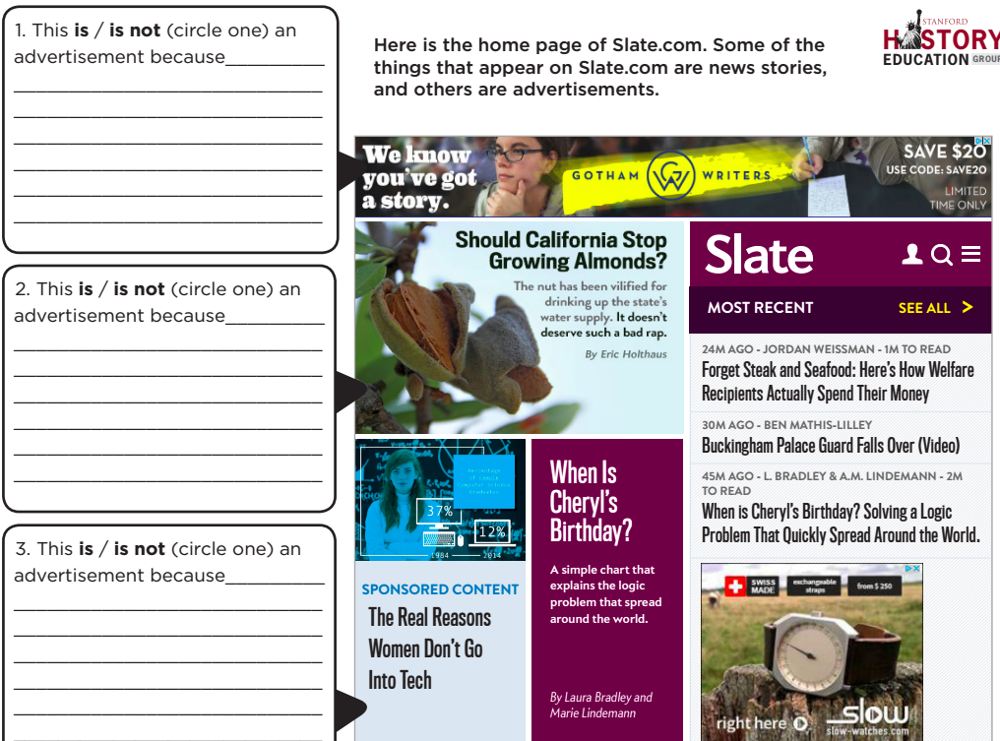 1. This is / is not (circle one) an
advertisement because__________
Here is the home page of Slate.com. Some of the
things that appear on Slate.com are news stories,
and others are advertisements.
STANFORD
HISTORY
EDUCATION GROUP
We know
you've got
a story.
GOTHAM GW WRITERS
SAVE $20
USE CODE: SAVE20
LIMITED
TIME ONLY
2. This is / is not (circle one) an
advertisement because__________
Should California Stop
Growing Almonds?
The nut has been vilified for
drinking up the state's
water supply. It doesn't
deserve such a bad rap.
By Eric Holthaus
Slate
MOST RECENT SEE ALL >
24M AGO - JORDAN WEISSMAN - 1M TO READ
Forget Steak and Seafood: Here's How Welfare
Recipients Actually Spend Their Money
30M AGO - BEN MATHIS-LILLEY
Buckingham Palace Guard Falls Over (Video)
45M AGO - L. BRADLEY & A.M. LINDEMANN - 2M
TO READ
When is Cheryl's Birthday? Solving a Logic
Problem That Quickly Spread Around the World.
3. This is / is not (circle one) an
advertisement because__________
Percentage
of Female
Computer Science
Graduates
37%
12%
1984 2014
SPONSORED CONTENT
The Real Reasons
Women Don't Go
Into Tech
When Is
Cheryl's
Birthday?
A simple chart that
explains the logic
problem that spread
around the world.
By Laura Bradley and
Marie Lindemann
SWISS
MADE
exchangeable
straps
from $ 250
right here
slow
slow-watches.com